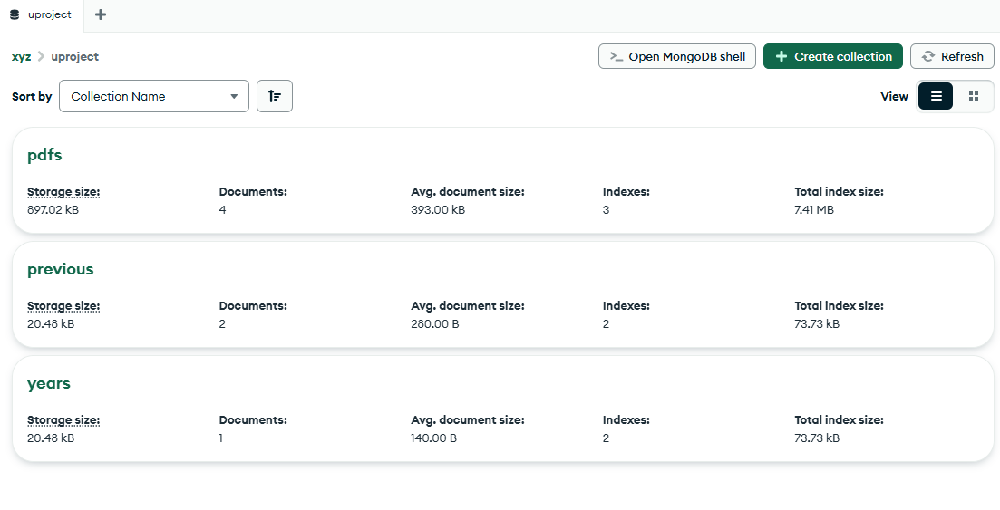 uproject
xyz > uproject
>_ Open MongoDB shell
+ Create collection
Refresh
Sort by
Collection Name
View
pdfs
Storage size: Documents: Avg. document size: Indexes: Total index size:
897.02 kB 4 393.00 kB 3 7.41 MB
previous
Storage size: Documents: Avg. document size: Indexes: Total index size:
20.48 kB 2 280.00 B 2 73.73 kB
years
Storage size: Documents: Avg. document size: Indexes: Total index size:
20.48 kB 1 140.00 B 2 73.73 kB